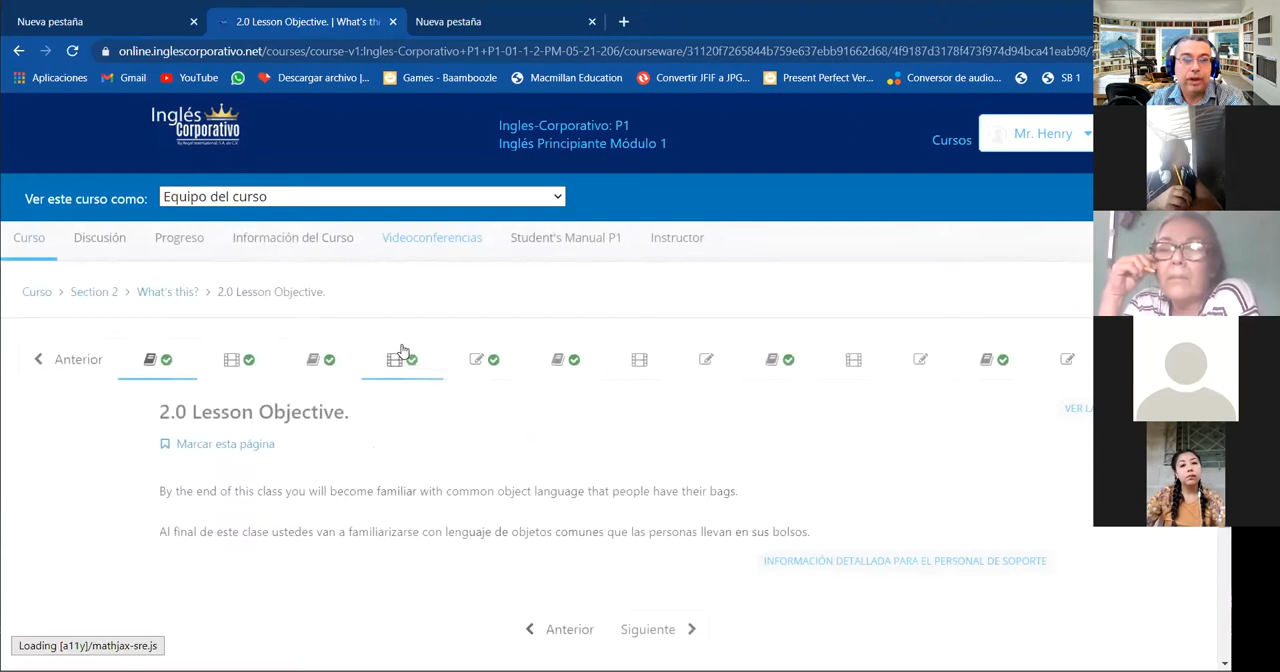 Nueva pestaña
2.0 Lesson Objective. | What's thi
Nueva pestaña
online.inglescorporativo.net/courses/course-v1:Ingles-Corporativo+P1+P1-01-1-2-PM-05-21-206/courseware/31120f7265844b759e637ebb91662d68/4f9187d3178f473f974d94bca41eab98/
Aplicaciones
Gmail
YouTube
Descargar archivo |...
Games - Baamboozle
Macmillan Education
Convertir JFIF a JPG...
Present Perfect Ver...
Conversor de audio...
SB 1
Inglés
Corporativo
Ingles-Corporativo: P1
Inglés Principiante Módulo 1
Cursos
Mr. Henry
Ver este curso como:
Equipo del curso
Curso
Discusión
Progreso
Información del Curso
Videoconferencias
Student's Manual P1
Instructor
Curso > Section 2 > What's this? > 2.0 Lesson Objective.
Anterior
2.0 Lesson Objective.
VER LA
Marcar esta página
By the end of this class you will become familiar with common object language that people have their bags.
Al final de este clase ustedes van a familiarizarse con lenguaje de objetos comunes que las personas llevan en sus bolsos.
INFORMACIÓN DETALLADA PARA EL PERSONAL DE SOPORTE
Anterior
Siguiente
Loading [a11y]/mathjax-sre.js